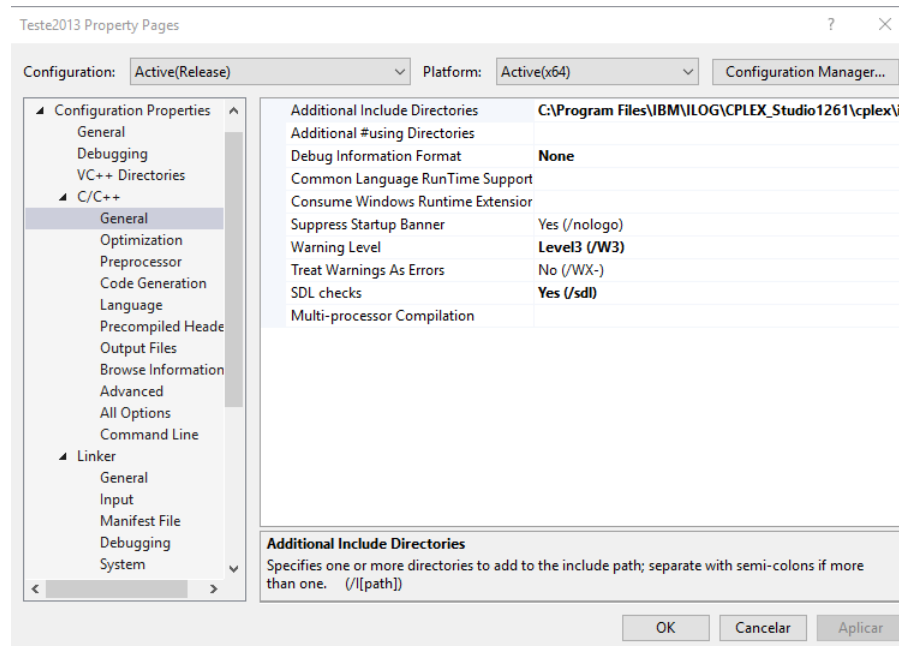 Teste2013 Property Pages ? ×
Configuration: Active(Release) Platform: Active(x64) Configuration Manager...
Configuration Properties
General
Debugging
VC++ Directories
C/C++
General
Optimization
Preprocessor
Code Generation
Language
Precompiled Heade
Output Files
Browse Information
Advanced
All Options
Command Line
Linker
General
Input
Manifest File
Debugging
System
Additional Include Directories C:\Program Files\IBM\ILOG\CPLEX_Studio1261\cplex\i
Additional #using Directories
Debug Information Format None
Common Language RunTime Support
Consume Windows Runtime Extension
Suppress Startup Banner Yes (/nologo)
Warning Level Level3 (/W3)
Treat Warnings As Errors No (/WX-)
SDL checks Yes (/sdl)
Multi-processor Compilation
Additional Include Directories
Specifies one or more directories to add to the include path; separate with semi-colons if more
than one. (/I[path])
OK Cancelar Aplicar